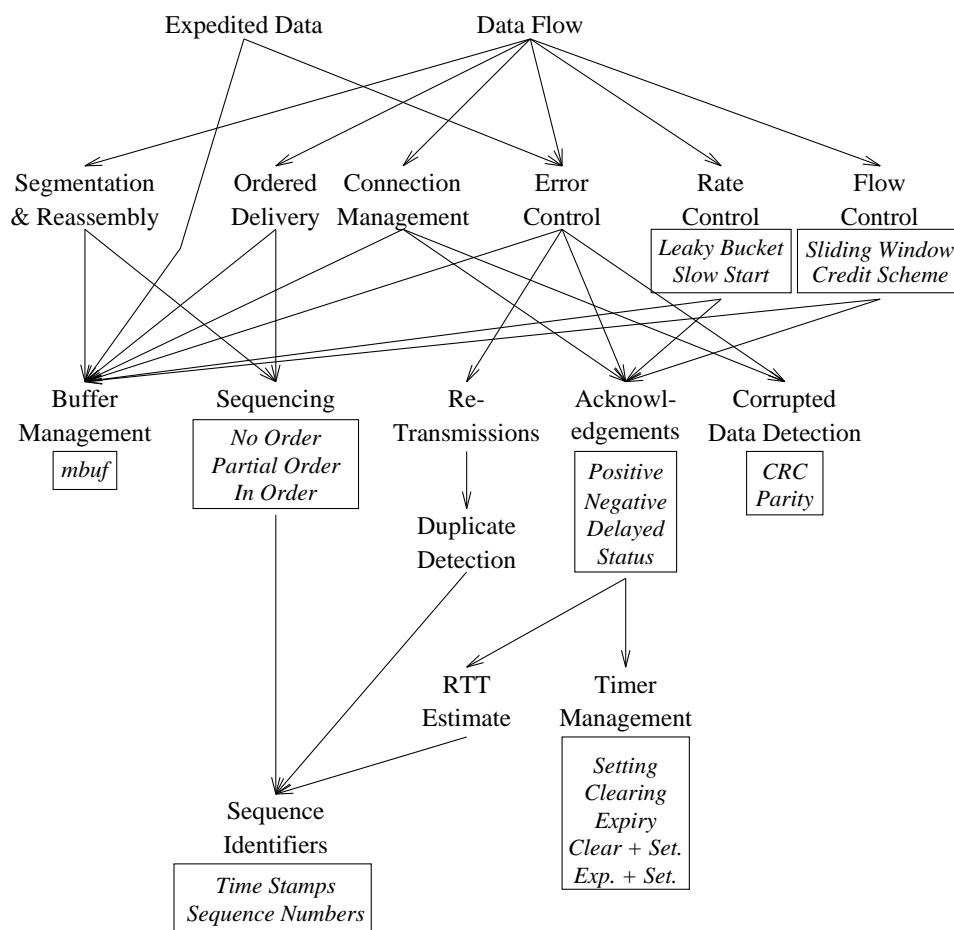 Expedited Data
Data Flow
Segmentation
& Reassembly
Ordered
Delivery
Connection
Management
Error
Control
Rate
Control
Leaky Bucket
Slow Start
Flow
Control
Sliding Window
Credit Scheme
Buffer
Management
mbuf
Sequencing
No Order
Partial Order
In Order
Re-
Transmissions
Acknowl-
edgements
Positive
Negative
Delayed
Status
Corrupted
Data Detection
CRC
Parity
Duplicate
Detection
RTT
Estimate
Timer
Management
Setting
Clearing
Expiry
Clear + Set.
Exp. + Set.
Sequence
Identifiers
Time Stamps
Sequence Numbers